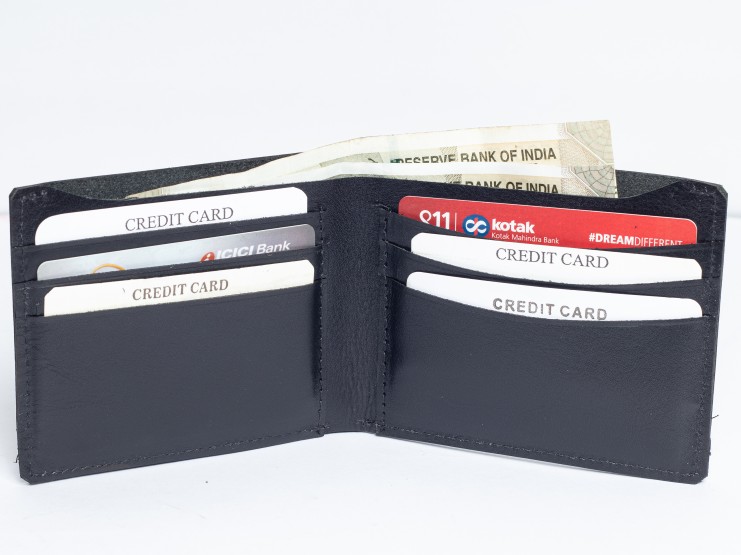 RESERVE BANK OF INDIA
BANK OF INDIA
CREDIT CARD
ICICI Bank
CREDIT CARD
811 kotak
Kotak Mahindra Bank
#DREAMDIFFERENT
CREDIT CARD
CREDIT CARD